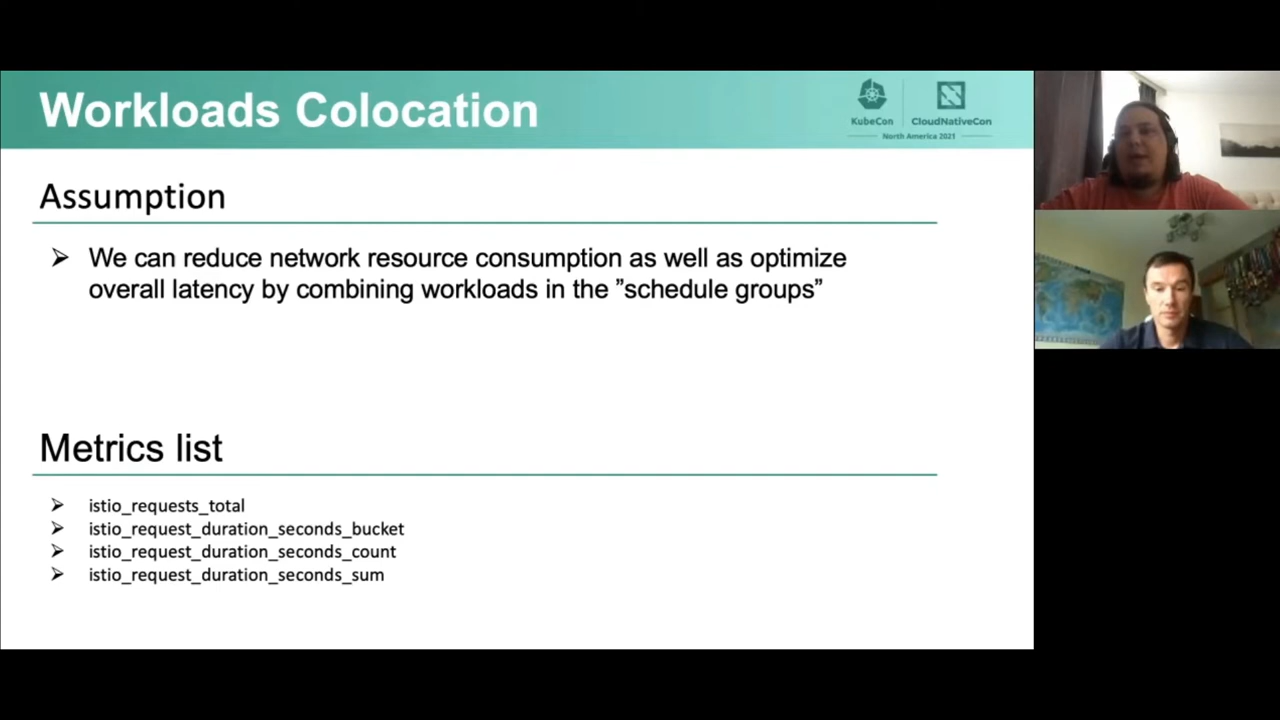 Workloads Colocation
KubeCon
CloudNativeCon
North America 2021
Assumption
➢ We can reduce network resource consumption as well as optimize
overall latency by combining workloads in the ”schedule groups”
Metrics list
➢ istio_requests_total
➢ istio_request_duration_seconds_bucket
➢ istio_request_duration_seconds_count
➢ istio_request_duration_seconds_sum